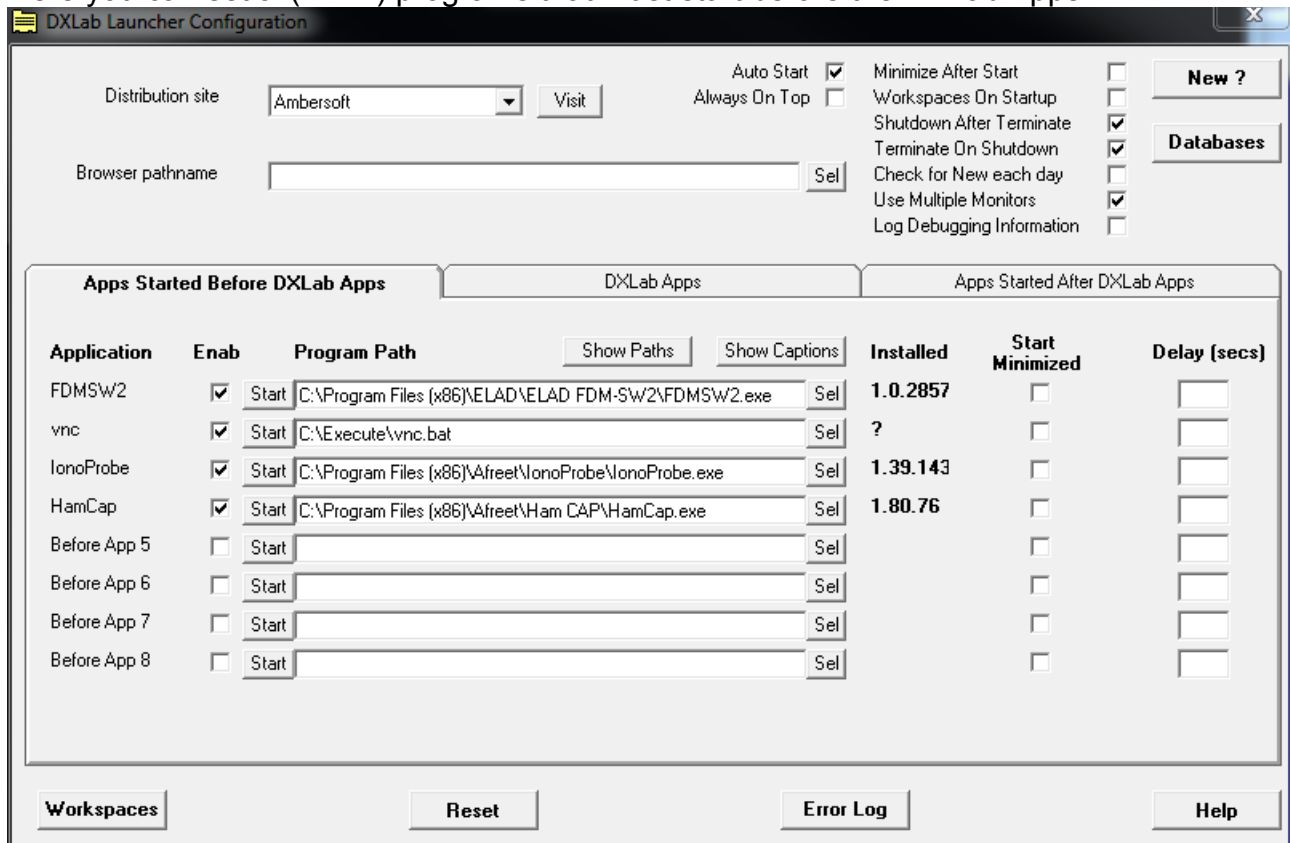 DXLab Launcher Configuration
Auto Start
Minimize After Start
New ?
Distribution site
Ambersoft
Visit
Always On Top
Workspaces On Startup
Shutdown After Terminate
Databases
Terminate On Shutdown
Browser pathname
Sel
Check for New each day
Use Multiple Monitors
Log Debugging Information
Apps Started Before DXLab Apps
DXLab Apps
Apps Started After DXLab Apps
Application Enab Program Path Show Paths Show Captions Installed Start Minimized Delay (secs)
FDMSW2 Start C:\Program Files (x86)\ELAD\ELAD FDM-SW2\FDMSW2.exe Sel 1.0.2857
vnc Start C:\Execute\vnc.bat Sel ?
IonoProbe Start C:\Program Files (x86)\Afreet\IonoProbe\IonoProbe.exe Sel 1.39.143
HamCap Start C:\Program Files (x86)\Afreet\Ham CAP\HamCap.exe Sel 1.80.76
Before App 5 Start Sel
Before App 6 Start Sel
Before App 7 Start Sel
Before App 8 Start Sel
Workspaces Reset Error Log Help